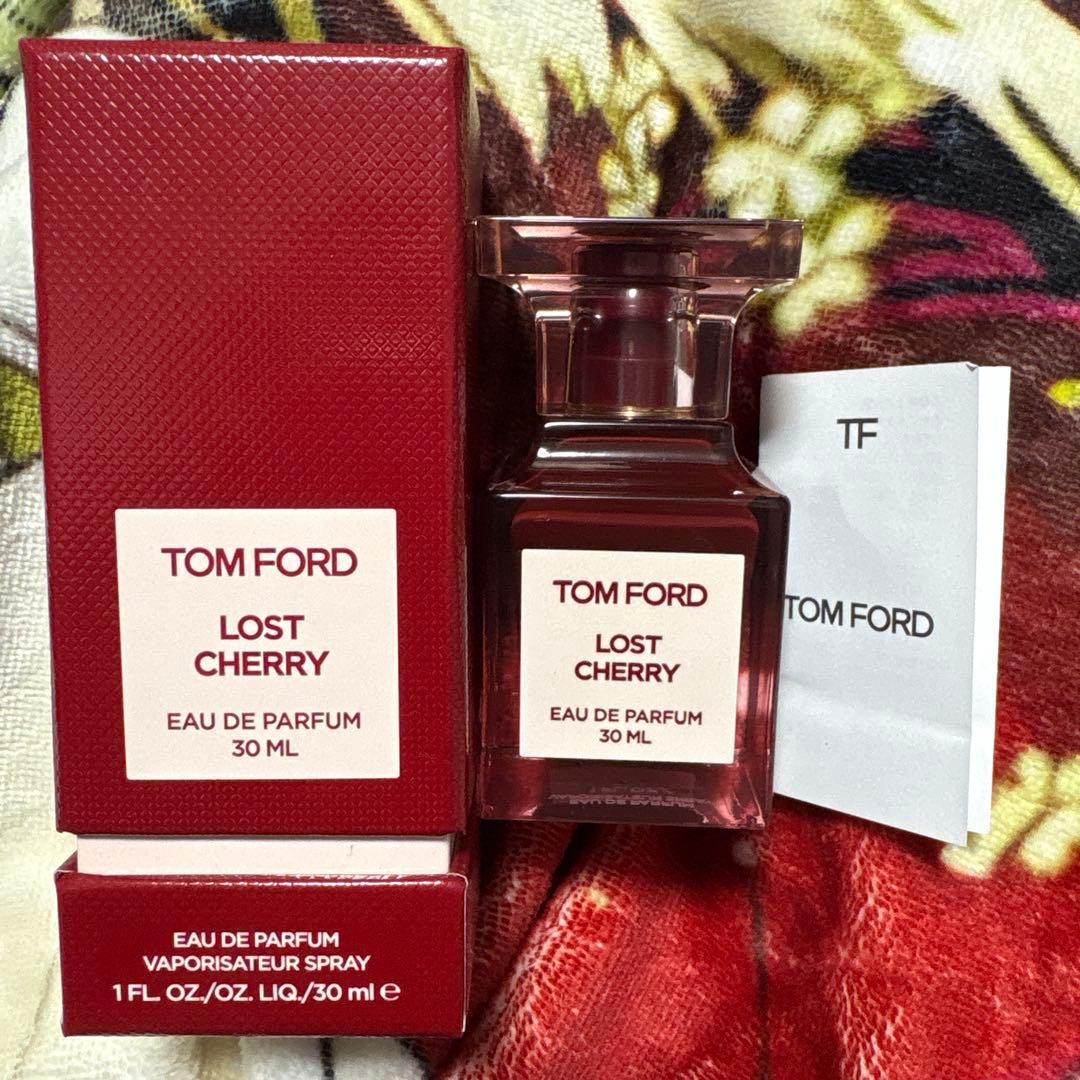 TOM FORD
LOST
CHERRY
EAU DE PARFUM
30 ML
EAU DE PARFUM
VAPORISATEUR SPRAY
1 FL. OZ./OZ. LIQ./30 ml ℮
TOM FORD
LOST
CHERRY
EAU DE PARFUM
30 ML
TF
TOM FORD